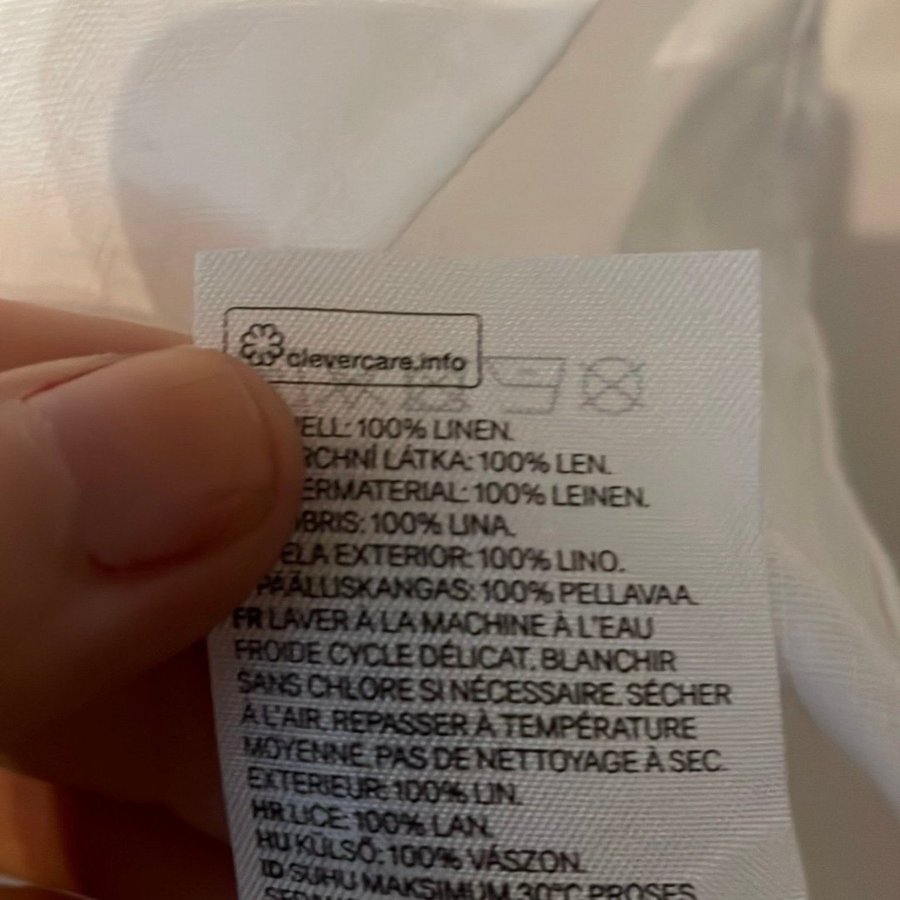 clevercare.info
ELL: 100% LINEN.
RCHNÍ LÁTKA: 100% LEN.
ERMATERIAL: 100% LEINEN.
BRIS: 100% LINA.
ELA EXTERIOR: 100% LINO.
PÄÄLLISKANGAS: 100% PELLAVAA.
FR LAVER À LA MACHINE À L'EAU
FROIDE CYCLE DÉLICAT. BLANCHIR
SANS CHLORE SI NÉCESSAIRE. SÉCHER
À L'AIR. REPASSER À TEMPÉRATURE
MOYENNE. PAS DE NETTOYAGE À SEC.
EXTERIEUR: 100% LIN.
HR LICE: 100% LAN.
HU KÜLSŐ: 100% VÁSZON.
ID SUHU MAKSIMUM 30°C PROSES